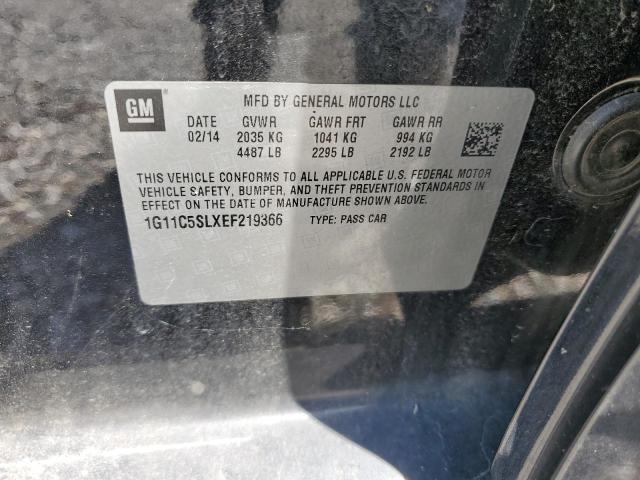 GM
MFD BY GENERAL MOTORS LLC
DATE GVWR GAWR FRT GAWR RR
02/14 2035 KG 1041 KG 994 KG
4487 LB 2295 LB 2192 LB
THIS VEHICLE CONFORMS TO ALL APPLICABLE U.S. FEDERAL MOTOR
VEHICLE SAFETY, BUMPER, AND THEFT PREVENTION STANDARDS IN
EFFECT ON THE DATE OF MANUFACTURE SHOWN ABOVE.
1G11C5SLXEF219366 TYPE: PASS CAR